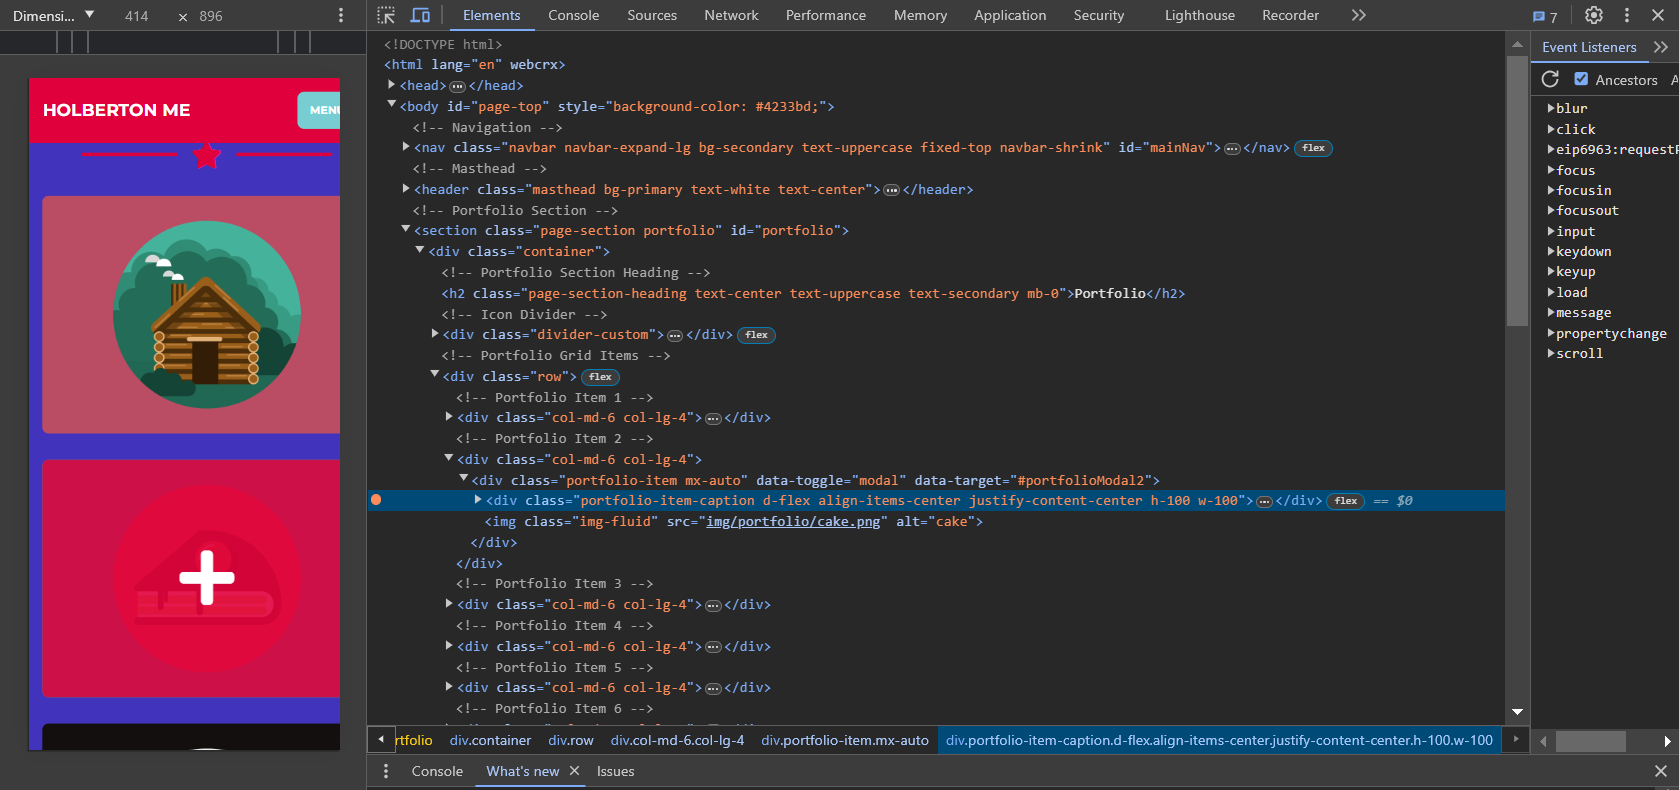 Dimensi... ▼ 414 × 896
Elements Console Sources Network Performance Memory Application Security Lighthouse Recorder 7
HOLBERTON ME
<!DOCTYPE html>
<html lang="en" webcrx>
<head>…</head>
<body id="page-top" style="background-color: #4233bd;">
<!-- Navigation -->
<nav class="navbar navbar-expand-lg bg-secondary text-uppercase fixed-top navbar-shrink" id="mainNav">…</nav> flex
<!-- Masthead -->
<header class="masthead bg-primary text-white text-center">…</header>
<!-- Portfolio Section -->
<section class="page-section portfolio" id="portfolio">
<div class="container">
<!-- Portfolio Section Heading -->
<h2 class="page-section-heading text-center text-uppercase text-secondary mb-0">Portfolio</h2>
<!-- Icon Divider -->
<div class="divider-custom">…</div> flex
<!-- Portfolio Grid Items -->
<div class="row"> flex
<!-- Portfolio Item 1 -->
<div class="col-md-6 col-lg-4">…</div>
<!-- Portfolio Item 2 -->
<div class="col-md-6 col-lg-4">
<div class="portfolio-item mx-auto" data-toggle="modal" data-target="#portfolioModal2">
<div class="portfolio-item-caption d-flex align-items-center justify-content-center h-100 w-100">…</div> flex == $0
<img class="img-fluid" src="img/portfolio/cake.png" alt="cake">
</div>
</div>
<!-- Portfolio Item 3 -->
<div class="col-md-6 col-lg-4">…</div>
<!-- Portfolio Item 4 -->
<div class="col-md-6 col-lg-4">…</div>
<!-- Portfolio Item 5 -->
<div class="col-md-6 col-lg-4">…</div>
<!-- Portfolio Item 6 -->
rtfolio div.container div.row div.col-md-6.col-lg-4 div.portfolio-item.mx-auto div.portfolio-item-caption.d-flex.align-items-center.justify-content-center.h-100.w-100
Console What's new Issues
Event Listeners
Ancestors A
blur
click
eip6963:requestP
focus
focusin
focusout
input
keydown
keyup
load
message
propertychange
scroll